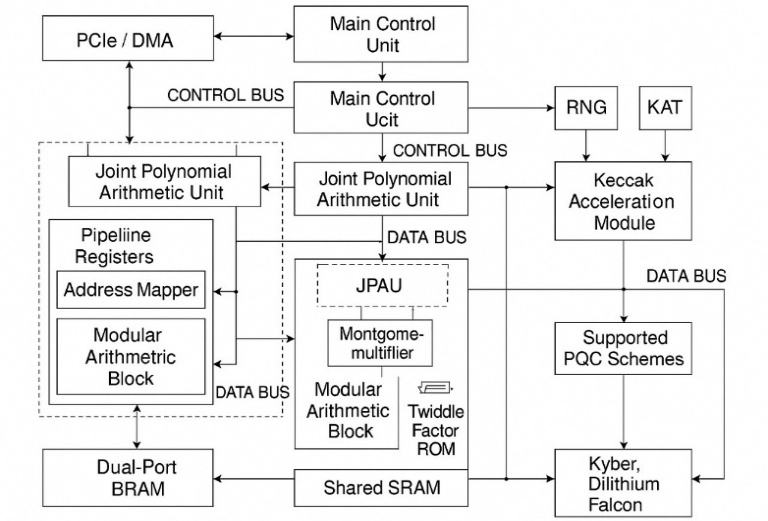 PCIe / DMA
Main Control
Unit
CONTROL BUS
Main Control
Ucit
RNG
KAT
CONTROL BUS
Joint Polynomial
Arithmetic Unit
Joint Polynomial
Arithmetic Unit
Keccak
Acceleration
Module
Pipeliine
Registers
DATA BUS
Address Mapper
JPAU
DATA BUS
Modular
Arithmetric
Block
Montgome-
multiflier
Supported
PQC Schemes
DATA BUS
Modular
Arithmetic
Block
Twiddle
Factor
ROM
Dual-Port
BRAM
Shared SRAM
Kyber,
Dilithium
Falcon